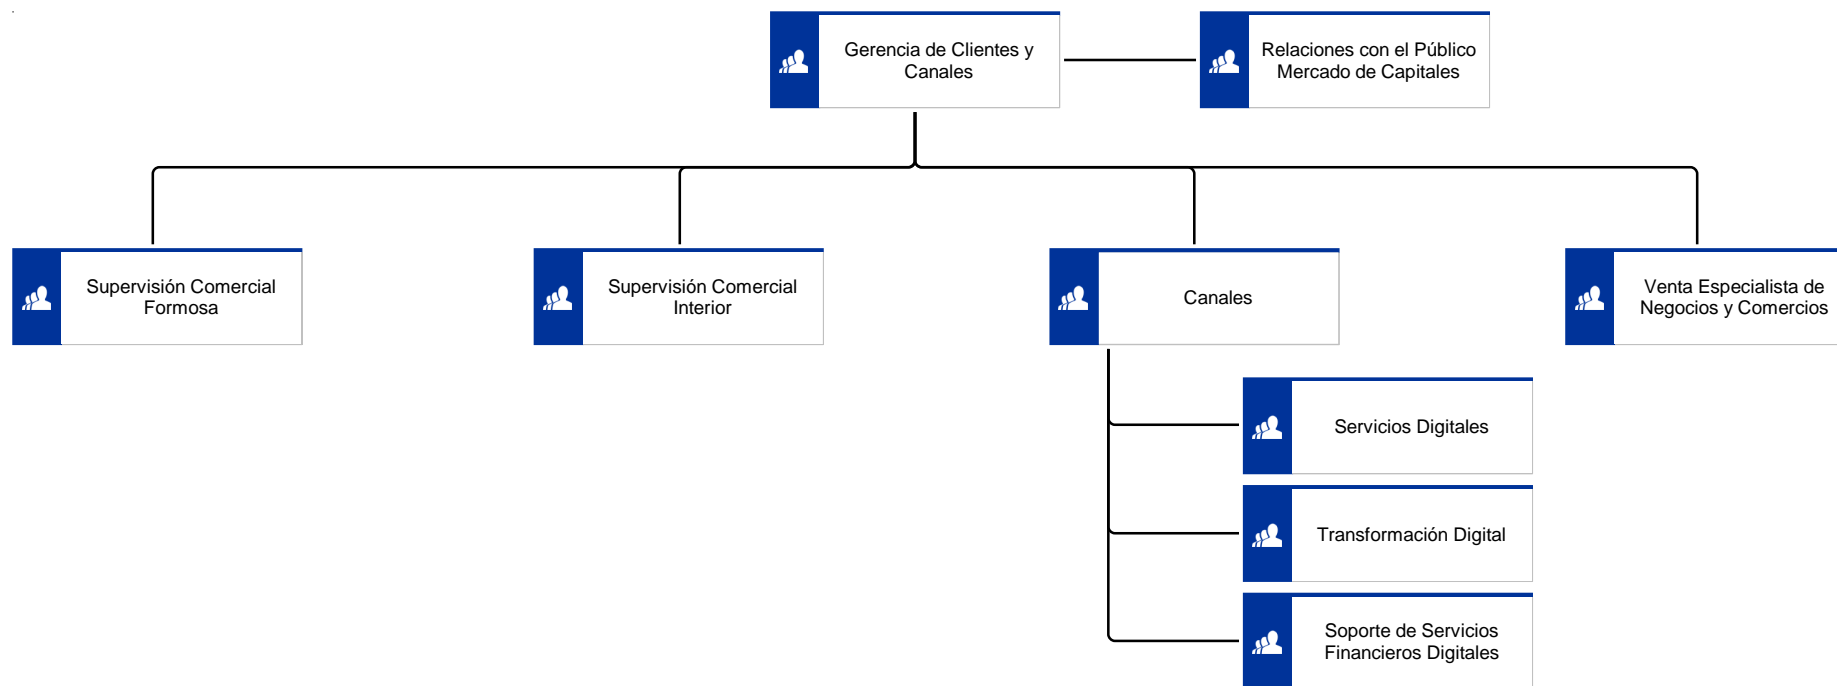 Gerencia de Clientes y
Canales
Relaciones con el Público
Mercado de Capitales
Supervisión Comercial
Formosa
Supervisión Comercial
Interior
Canales
Venta Especialista de
Negocios y Comercios
Servicios Digitales
Transformación Digital
Soporte de Servicios
Financieros Digitales